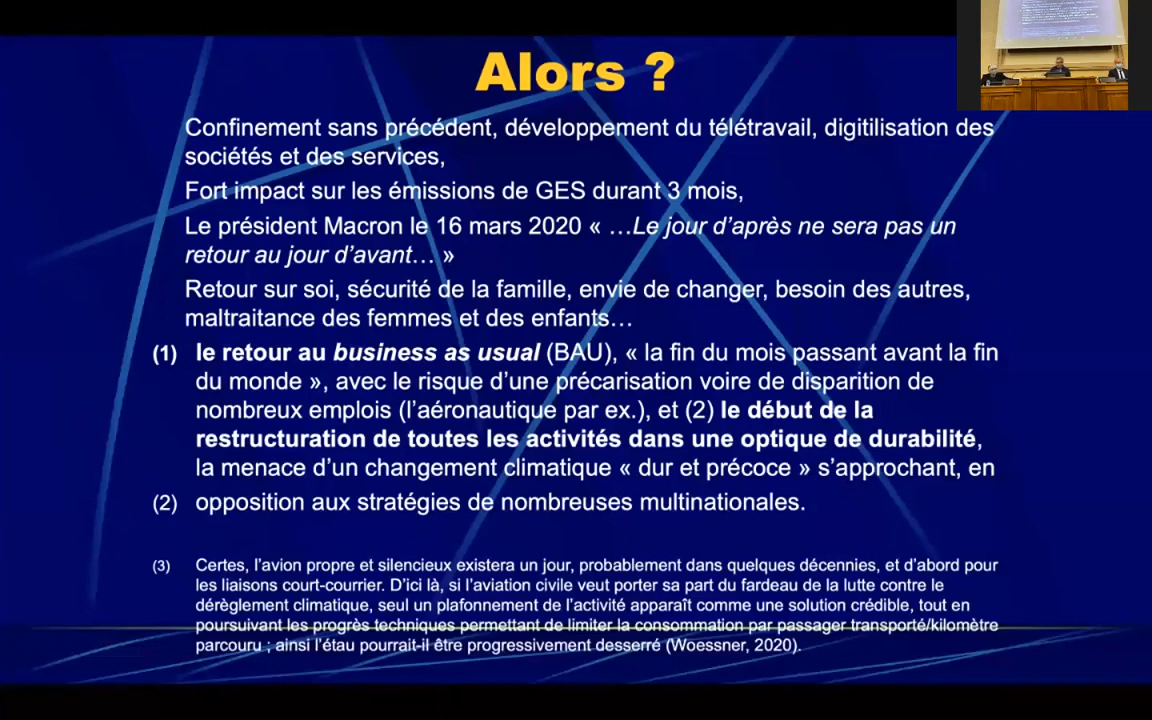 Alors ?
Confinement sans précédent, développement du télétravail, digitilisation des
sociétés et des services,
Fort impact sur les émissions de GES durant 3 mois,
Le président Macron le 16 mars 2020 « …Le jour d’après ne sera pas un
retour au jour d’avant… »
Retour sur soi, sécurité de la famille, envie de changer, besoin des autres,
maltraitance des femmes et des enfants…
(1) le retour au business as usual (BAU), « la fin du mois passant avant la fin
du monde », avec le risque d’une précarisation voire de disparition de
nombreux emplois (l’aéronautique par ex.), et (2) le début de la
restructuration de toutes les activités dans une optique de durabilité,
la menace d’un changement climatique « dur et précoce » s’approchant, en
(2) opposition aux stratégies de nombreuses multinationales.
(3) Certes, l’avion propre et silencieux existera un jour, probablement dans quelques décennies, et d’abord pour
les liaisons court-courrier. D’ici là, si l’aviation civile veut porter sa part du fardeau de la lutte contre le
dérèglement climatique, seul un plafonnement de l’activité apparaît comme une solution crédible, tout en
poursuivant les progrès techniques permettant de limiter la consommation par passager transporté/kilomètre
parcouru ; ainsi l’étau pourrait-il être progressivement desserré (Woessner, 2020).